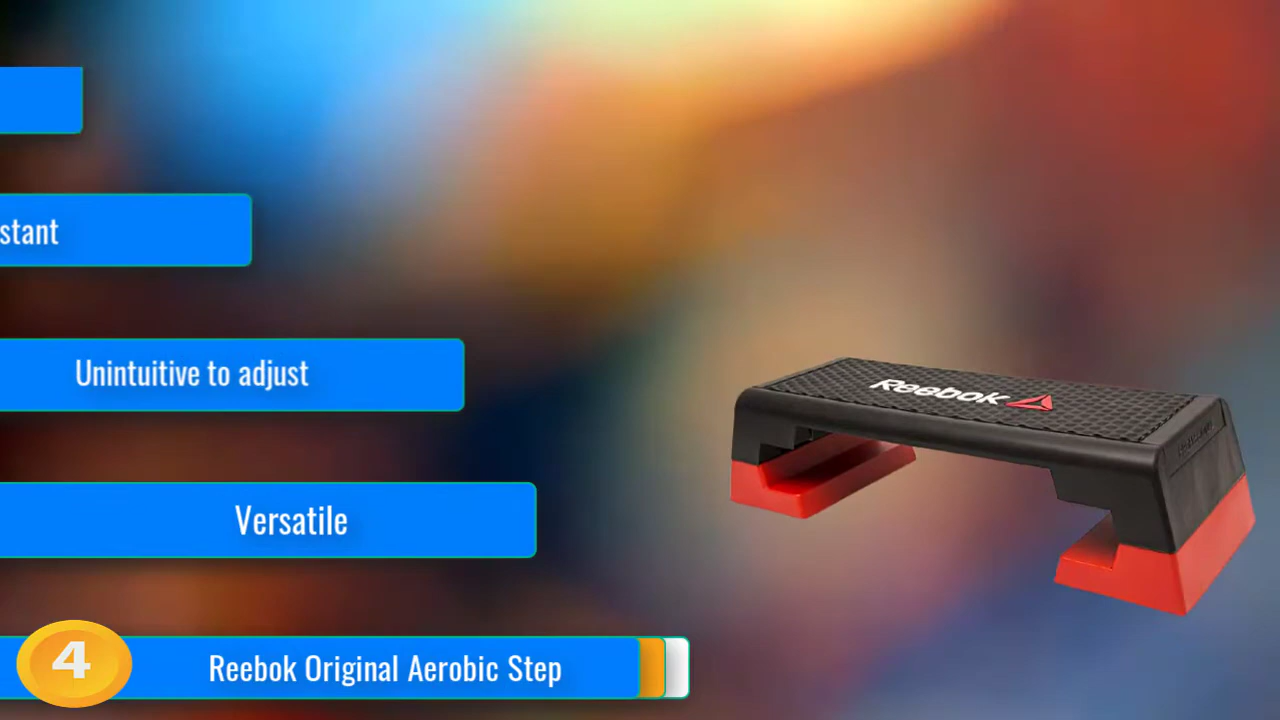 stant
Unintuitive to adjust
Reebok
Versatile
4
Reebok Original Aerobic Step